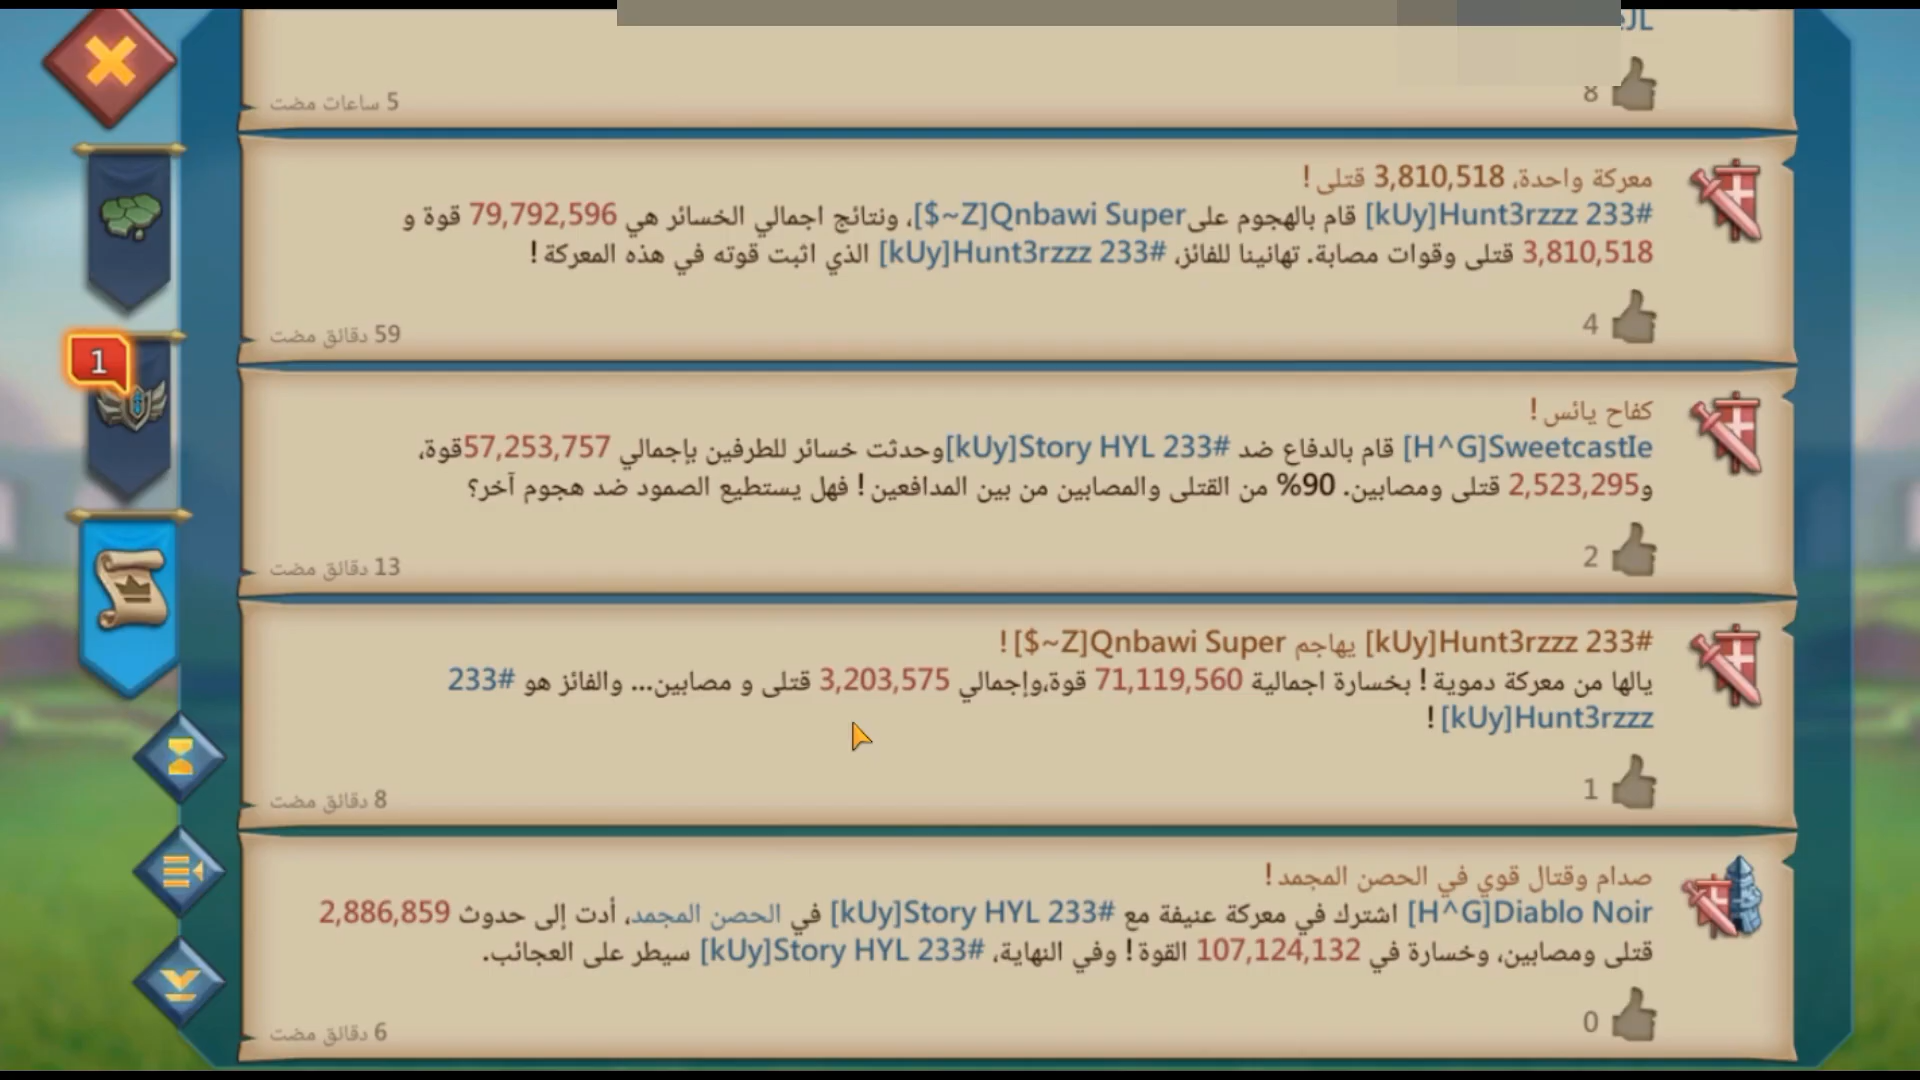 8
5 ساعات مضت
معركة واحدة، 3,810,518 قتلى!
#233 [kUy]Hunt3rzzz قام بالهجوم على[$~Z]Qnbawi Super، ونتائج اجمالي الخسائر هي 79,792,596 قوة و
3,810,518 قتلى وقوات مصابة. تهانينا للفائز، #233 [kUy]Hunt3rzzz الذي اثبت قوته في هذه المعركة!
4
59 دقائق مضت
1
كفاح يائس!
[H^G]SweetcastIe قام بالدفاع ضد #233 [kUy]Story HYLوحدثت خسائر للطرفين بإجمالي 57,253,757قوة،
و2,523,295 قتلى ومصابين. 90% من القتلى والمصابين من بين المدافعين! فهل يستطيع الصمود ضد هجوم آخر؟
2
13 دقائق مضت
#233 [kUy]Hunt3rzzz يهاجم [$~Z]Qnbawi Super!
يالها من معركة دموية! بخسارة اجمالية 71,119,560 قوة،وإجمالي 3,203,575 قتلى و مصابين... والفائز هو #233
[kUy]Hunt3rzzz!
1
8 دقائق مضت
صدام وقتال قوي في الحصن المجمد!
[H^G]Diablo Noir اشترك في معركة عنيفة مع #233 [kUy]Story HYL في الحصن المجمد، أدت إلى حدوث 2,886,859
قتلى ومصابين، وخسارة في 107,124,132 القوة! وفي النهاية، #233 [kUy]Story HYL سيطر على العجائب.
0
6 دقائق مضت